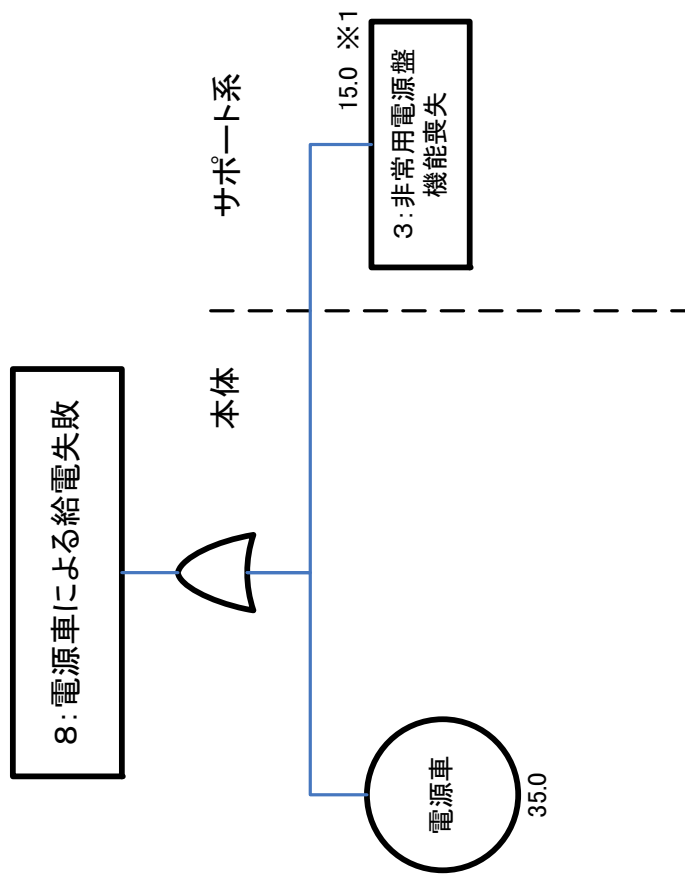 8:電源車による給電失敗
本体
サポート系
15.0 ※1
3:非常用電源盤
機能喪失
電源車
35.0